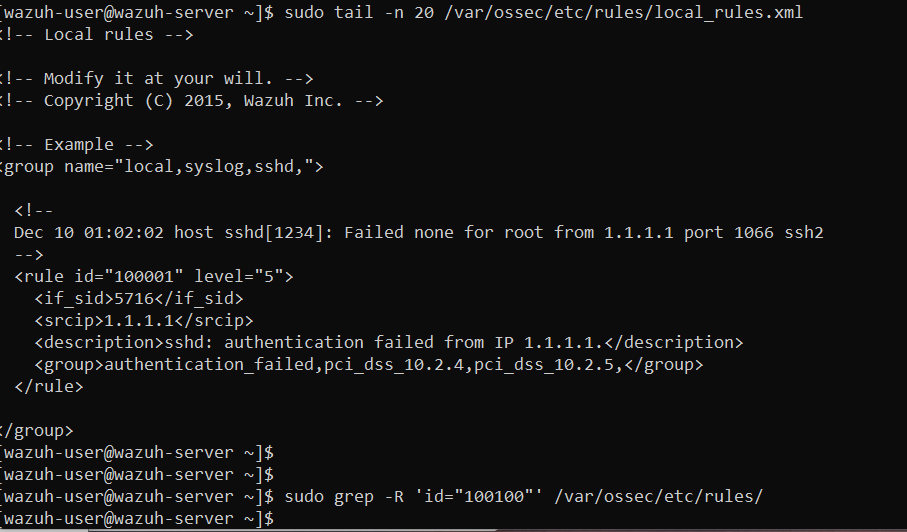 [wazuh-user@wazuh-server ~]$ sudo tail -n 20 /var/ossec/etc/rules/local_rules.xml
<!-- Local rules -->
<!-- Modify it at your will. -->
<!-- Copyright (C) 2015, Wazuh Inc. -->
<!-- Example -->
<group name="local,syslog,sshd,">
<!--
Dec 10 01:02:02 host sshd[1234]: Failed none for root from 1.1.1.1 port 1066 ssh2
-->
<rule id="100001" level="5">
<if_sid>5716</if_sid>
<srcip>1.1.1.1</srcip>
<description>sshd: authentication failed from IP 1.1.1.1.</description>
<group>authentication_failed,pci_dss_10.2.4,pci_dss_10.2.5,</group>
</rule>
</group>
[wazuh-user@wazuh-server ~]$
[wazuh-user@wazuh-server ~]$
[wazuh-user@wazuh-server ~]$ sudo grep -R 'id="100100"' /var/ossec/etc/rules/
[wazuh-user@wazuh-server ~]$